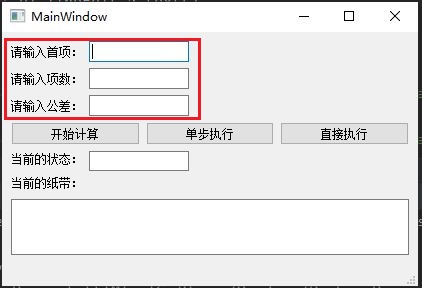 MainWindow
请输入首项：
请输入项数：
请输入公差：
开始计算 单步执行 直接执行
当前的状态：
当前的纸带：